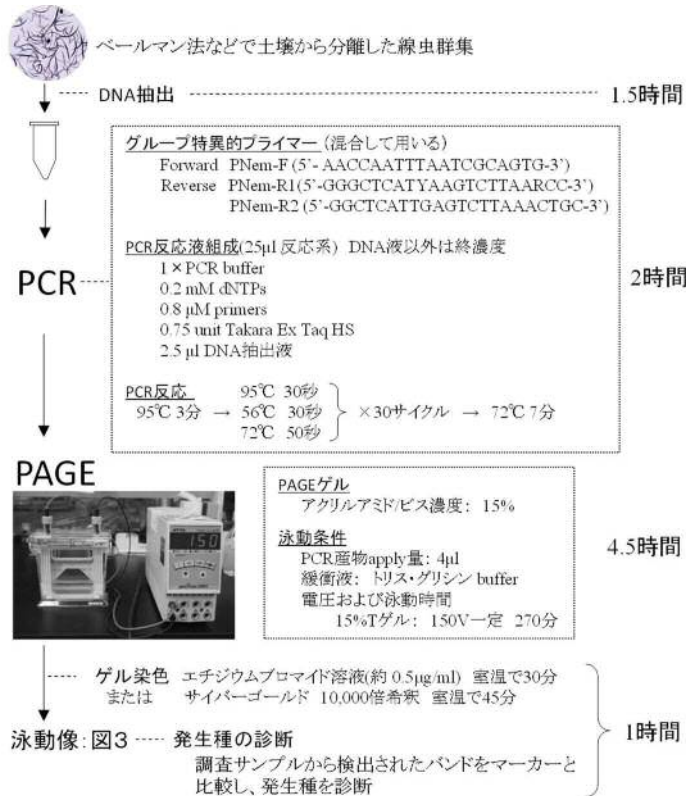 ベールマン法などで土壌から分離した線虫群集
DNA抽出
1.5時間
グループ特異的プライマー(混合して用いる)
Forward PNem-F (5'- AACCAATTTAATCGCAGTG-3')
Reverse PNem-R1(5'-GGGCTCATYAAGTCTTAARCC-3')
PNem-R2 (5'-GGCTCATTGAGTCTTAAACTGC-3')
PCR反応液組成(25μl 反応系) DNA液以外は終濃度
1 × PCR buffer
0.2 mM dNTPs
0.8 μM primers
0.75 unit Takara Ex Taq HS
2.5 μl DNA抽出液
PCR
2時間
PCR反応
95℃ 30秒
95℃ 3分 → 56℃ 30秒 ×30サイクル → 72℃ 7分
72℃ 50秒
PAGE
150
PAGEゲル
アクリルアミド/ビス濃度: 15%
泳動条件
PCR産物apply量: 4μl
緩衝液: トリス・グリシン buffer
電圧および泳動時間
15%Tゲル: 150V一定 270分
4.5時間
ゲル染色 エチジウムブロマイド溶液(約 0.5μg/ml) 室温で30分
または サイバーゴールド 10,000倍希釈 室温で45分
1時間
泳動像:図3 ----- 発生種の診断
調査サンプルから検出されたバンドをマーカーと
比較し、発生種を診断